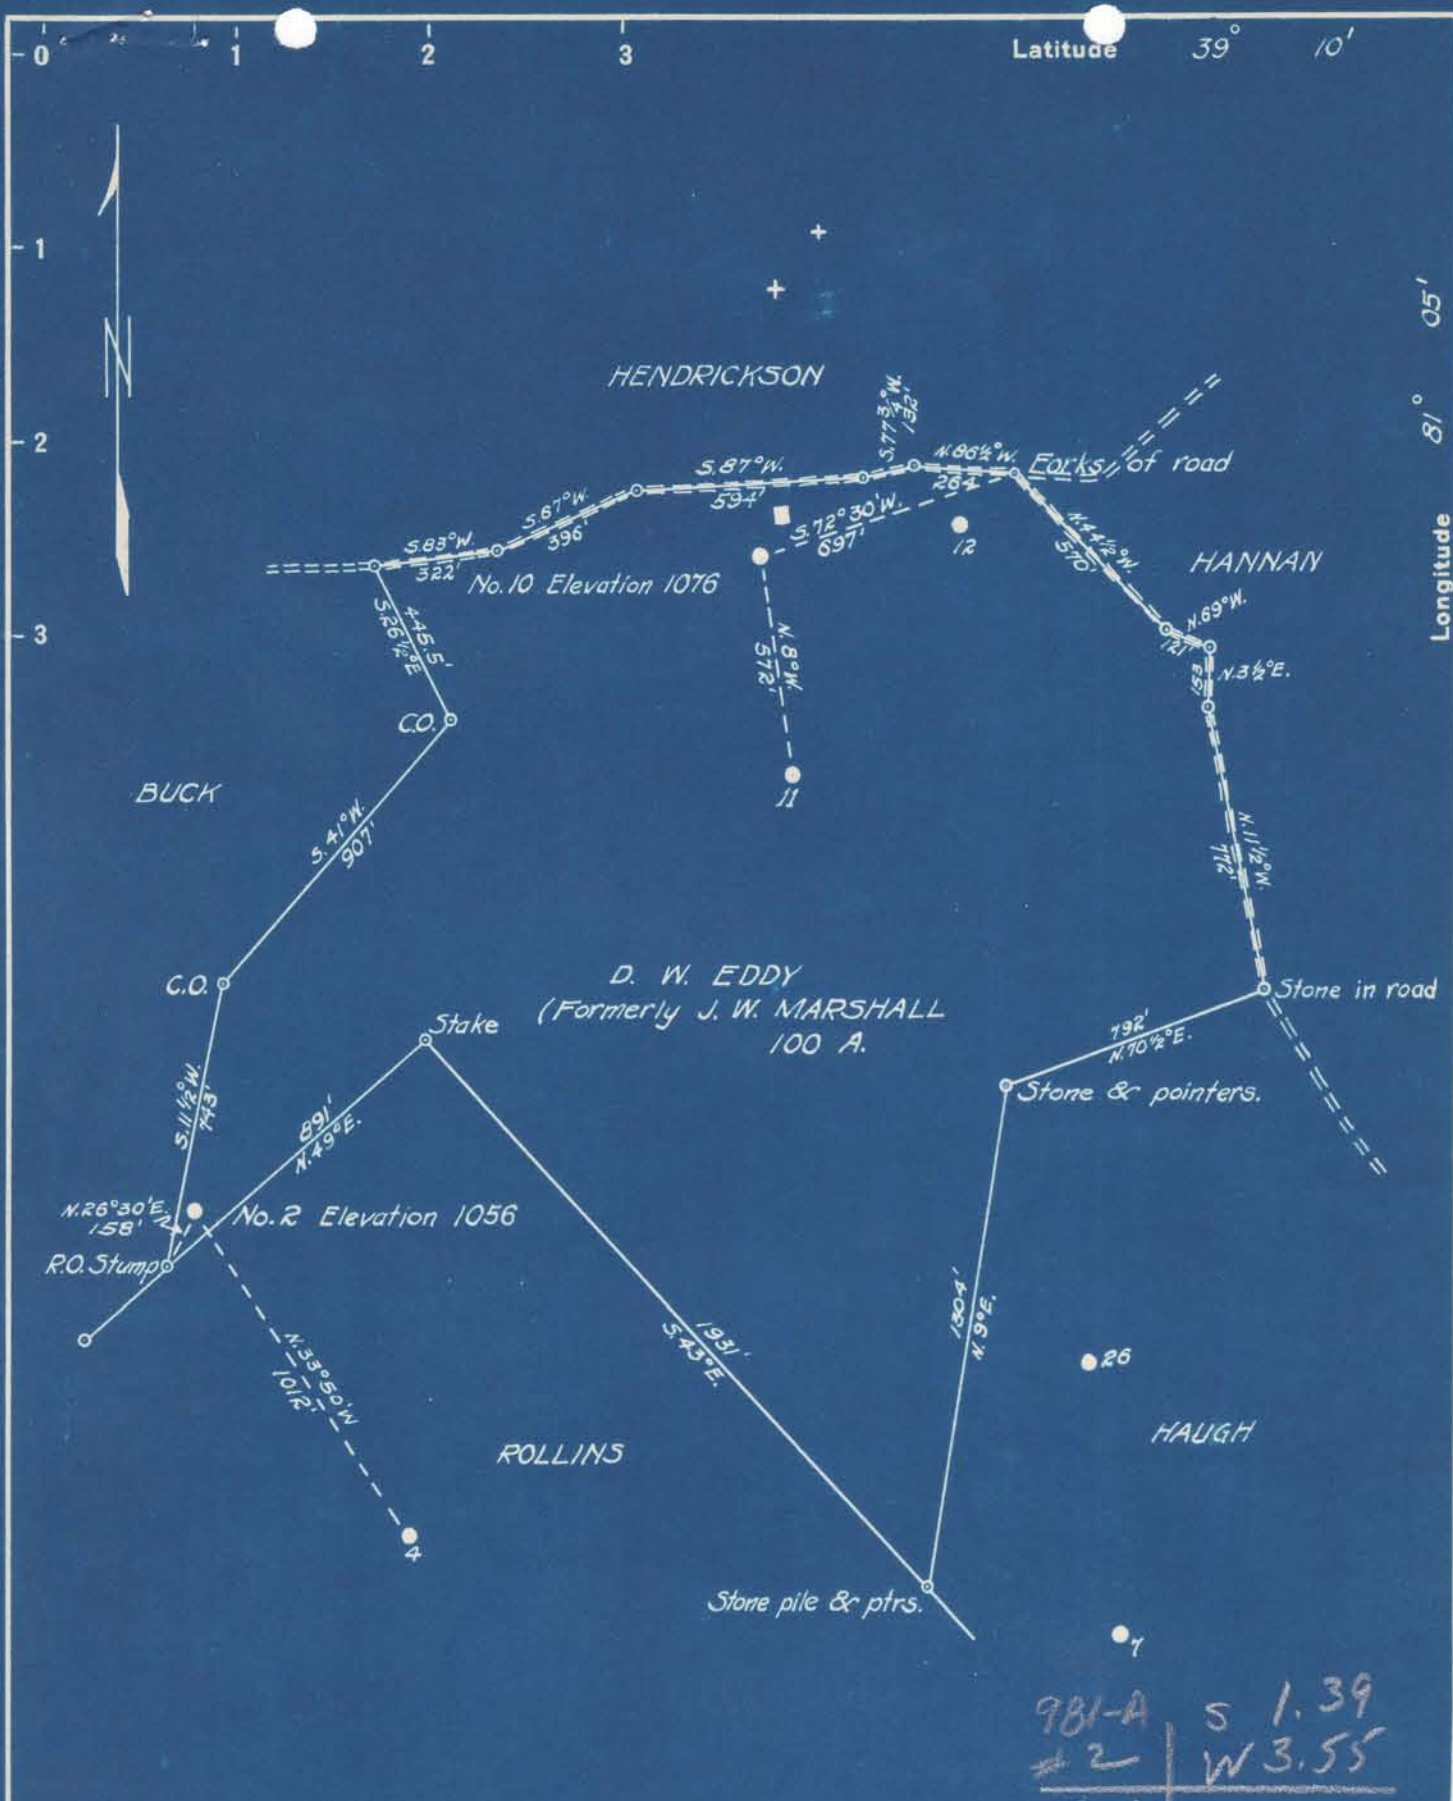 0 1 2 3
Latitude 39° 10'
1
2
3
Longitude 81° 05'
N
HENDRICKSON
S.77¾°W.
132'
N.86½°W.
264'
Forks of road
S.87°W.
594'
S.67°W.
396'
S.83°W.
322'
S.72°30'W.
697'
12
No.10 Elevation 1076
N.44½°W.
570'
HANNAN
N.69°W.
121'
N.3½°E.
153'
445.5'
S.26½°E
N.8°W.
572'
11
C.O.
BUCK
S.41°W.
907'
N.11½°W.
772'
C.O.
D. W. EDDY
(Formerly J. W. MARSHALL
100 A.
Stone in road
Stake
792'
N.70½°E.
Stone & pointers.
S.11½°W.
743'
891'
N.49°E.
N.26°30'E.
158'
No.2 Elevation 1056
R.O. Stump
N.33°50'W
1012'
1931'
S.43°E.
1304'
N.9°E.
26
HAUGH
ROLLINS
4
Stone pile & ptrs.
7
981-A S 1.39
#2 W 3.55